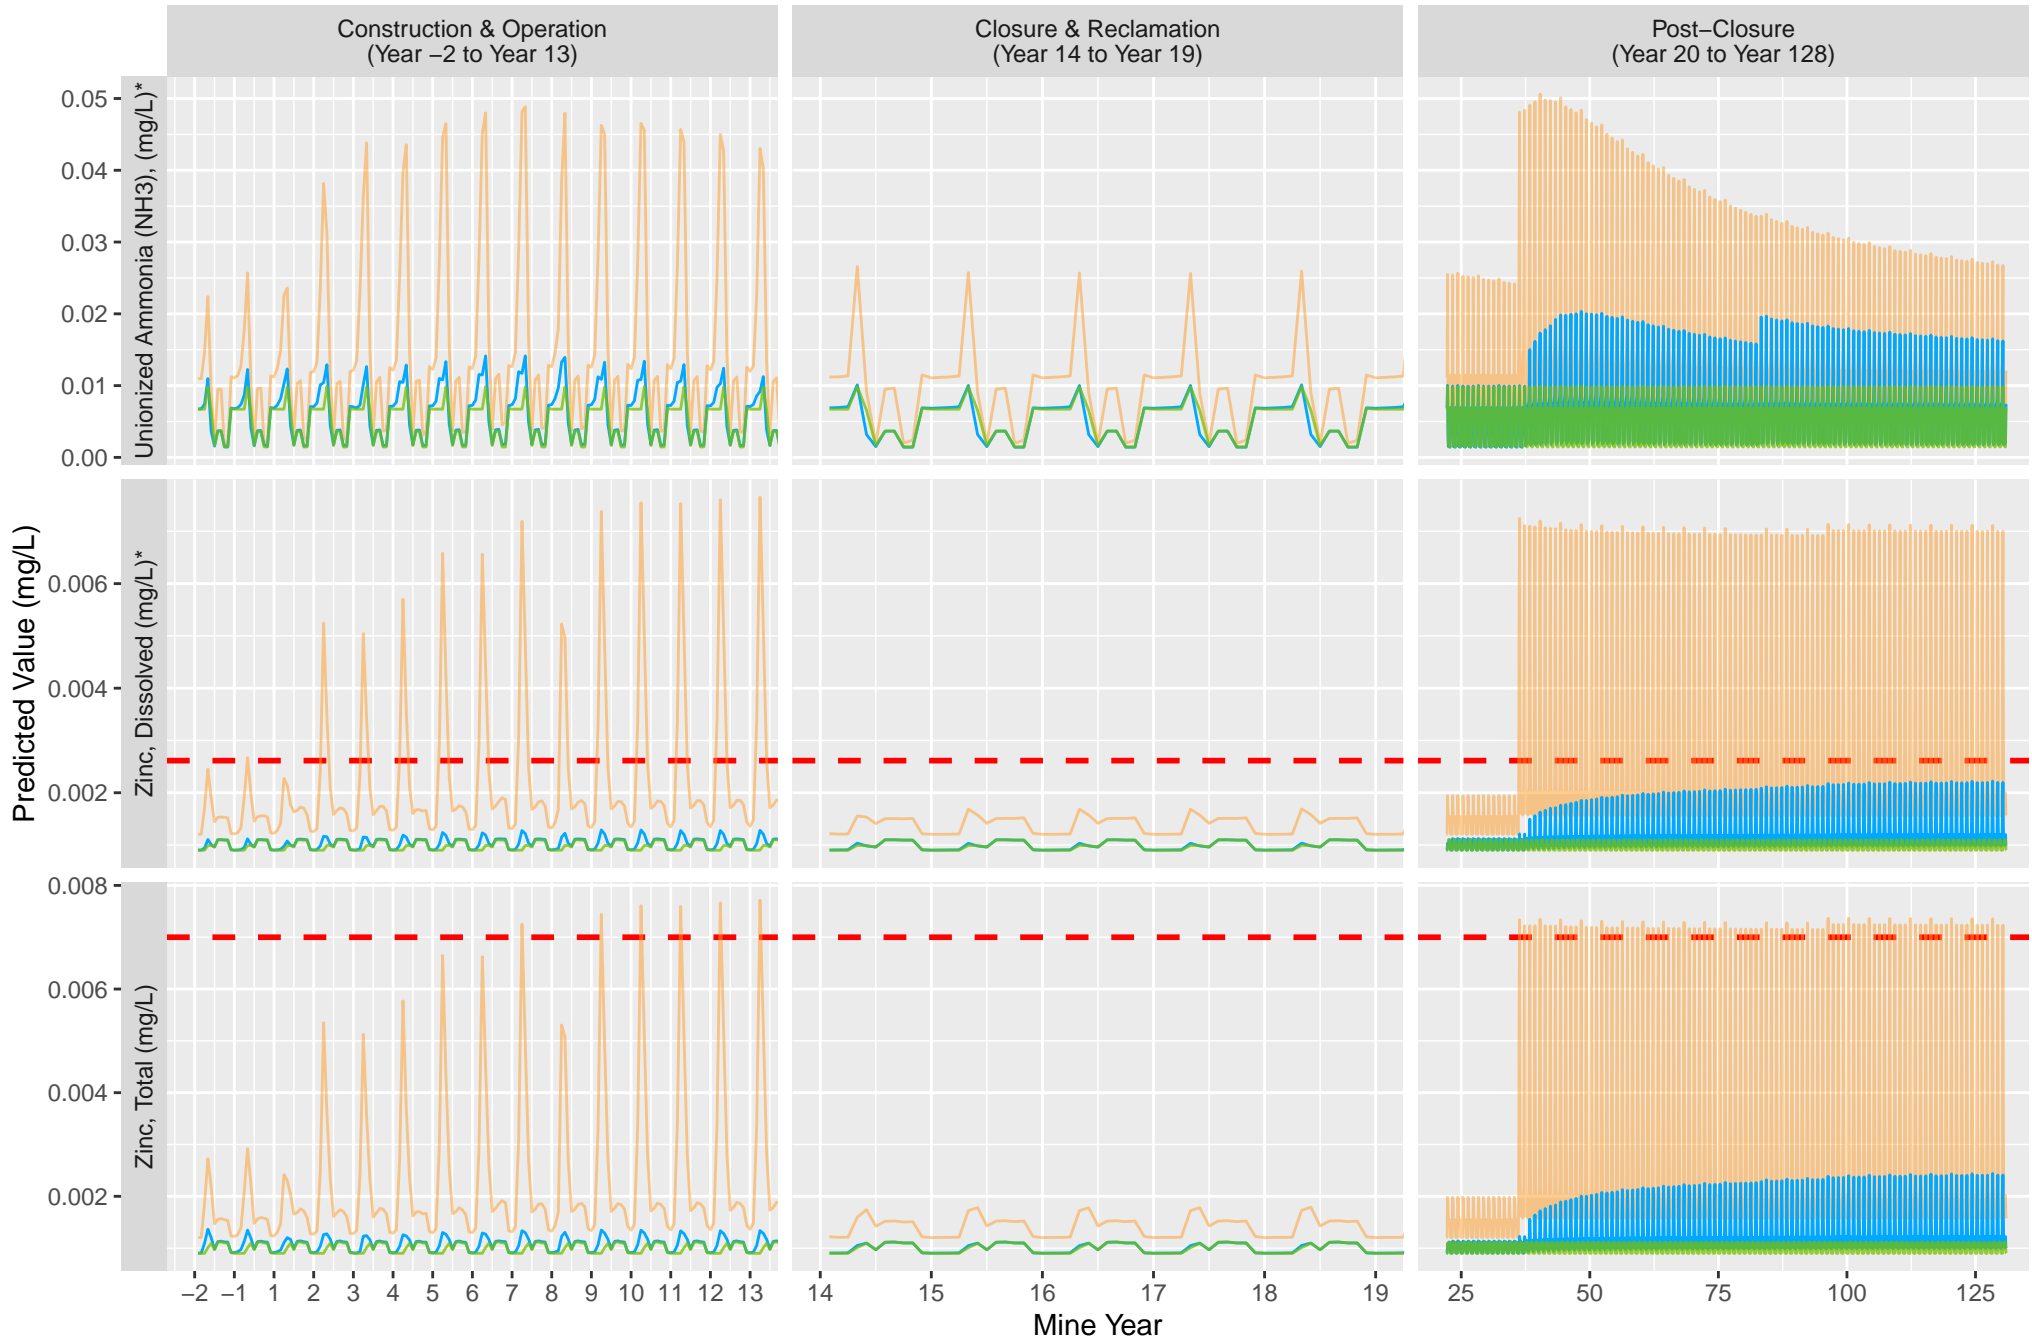 Construction & Operation
(Year −2 to Year 13)
Closure & Reclamation
(Year 14 to Year 19)
Post−Closure
(Year 20 to Year 128)
Predicted Value (mg/L)
Unionized Ammonia (NH3), (mg/L)*
0.05
0.04
0.03
0.02
0.01
0.00
Zinc, Dissolved (mg/L)*
0.006
0.004
0.002
Zinc, Total (mg/L)
0.008
0.006
0.004
0.002
−2 −1 1 2 3 4 5 6 7 8 9 10 11 12 13
14 15 16 17 18 19
25 50 75 100 125
Mine Year